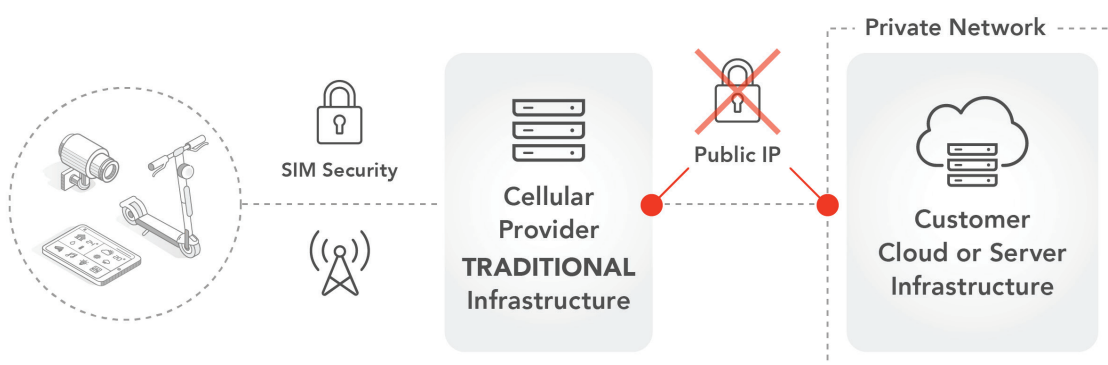 Private Network
SIM Security
Public IP
Cellular
Provider
TRADITIONAL
Infrastructure
Customer
Cloud or Server
Infrastructure